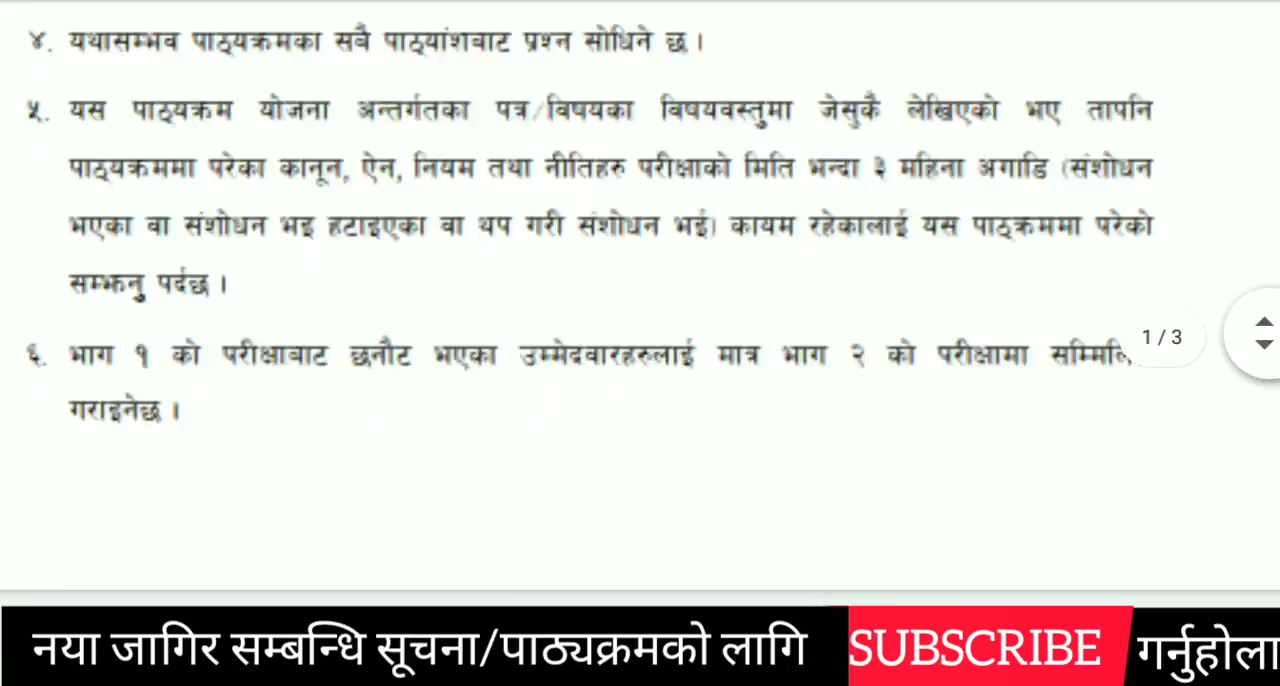 ४. यथासम्भव पाठ्यक्रमका सबै पाठ्यांशबाट प्रश्न सोधिने छ ।
५. यस पाठ्यक्रम योजना अन्तर्गतका पत्र/विषयका विषयवस्तुमा जेसुकै लेखिएको भए तापनि
पाठ्यक्रममा परेका कानून, ऐन, नियम तथा नीतिहरु परीक्षाको मिति भन्दा ३ महिना अगाडि (संशोधन
भएका वा संशोधन भइ हटाइएका वा थप गरी संशोधन भई) कायम रहेकालाई यस पाठ्क्रममा परेको
सम्झनु पर्दछ ।
६. भाग १ को परीक्षाबाट छनौट भएका उम्मेदवारहरुलाई मात्र भाग २ को परीक्षामा
1 / 3
गराइनेछ ।
नया जागिर सम्बन्धि सूचना/पाठ्यक्रमको लागि SUBSCRIBE गर्नुहोला